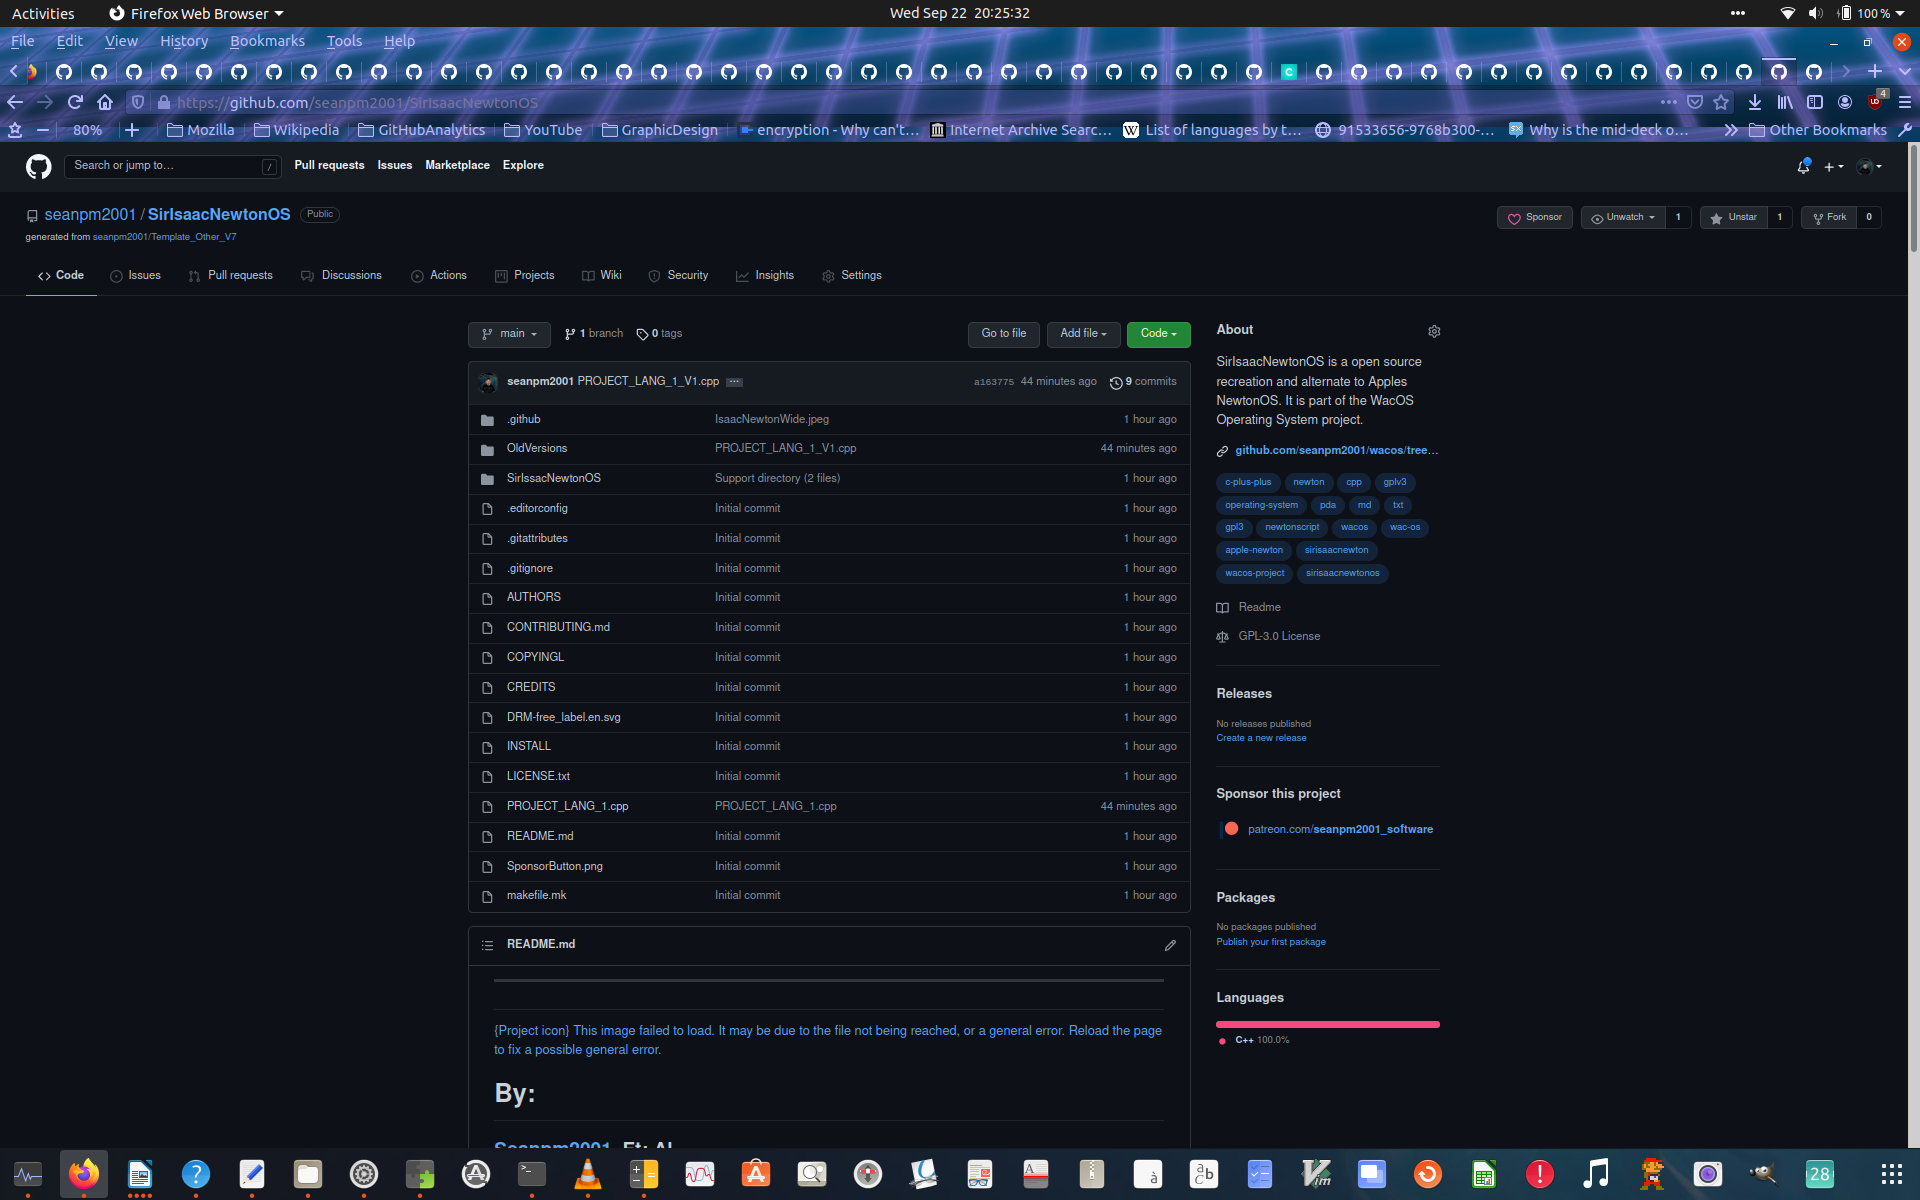 Activities
Firefox Web Browser
Wed Sep 22 20:25:32
100 %
File Edit View History Bookmarks Tools Help
https://github.com/seanpm2001/SirIsaacNewtonOS
4
80%
Mozilla
Wikipedia
GitHubAnalytics
YouTube
GraphicDesign
encryption - Why can't…
Internet Archive Searc…
List of languages by t…
91533656-9768b300-…
Why is the mid-deck o…
Other Bookmarks
Search or jump to…
/
Pull requests Issues Marketplace Explore
seanpm2001 / SirIsaacNewtonOS Public
generated from seanpm2001/Template_Other_V7
Sponsor
Unwatch 1
Unstar 1
Fork 0
Code
Issues
Pull requests
Discussions
Actions
Projects
Wiki
Security
Insights
Settings
main
1 branch
0 tags
Go to file
Add file
Code
seanpm2001 PROJECT_LANG_1_V1.cpp ... a163775 44 minutes ago 9 commits
.github IsaacNewtonWide.jpeg 1 hour ago
OldVersions PROJECT_LANG_1_V1.cpp 44 minutes ago
SirIssacNewtonOS Support directory (2 files) 1 hour ago
.editorconfig Initial commit 1 hour ago
.gitattributes Initial commit 1 hour ago
.gitignore Initial commit 1 hour ago
AUTHORS Initial commit 1 hour ago
CONTRIBUTING.md Initial commit 1 hour ago
COPYINGL Initial commit 1 hour ago
CREDITS Initial commit 1 hour ago
DRM-free_label.en.svg Initial commit 1 hour ago
INSTALL Initial commit 1 hour ago
LICENSE.txt Initial commit 1 hour ago
PROJECT_LANG_1.cpp PROJECT_LANG_1.cpp 44 minutes ago
README.md Initial commit 1 hour ago
SponsorButton.png Initial commit 1 hour ago
makefile.mk Initial commit 1 hour ago
README.md
{Project icon} This image failed to load. It may be due to the file not being reached, or a general error. Reload the page
to fix a possible general error.
By:
Seanpm2001, Et; Al
About
SirIsaacNewtonOS is a open source
recreation and alternate to Apples
NewtonOS. It is part of the WacOS
Operating System project.
github.com/seanpm2001/wacos/tree…
c-plus-plus newton cpp gplv3
operating-system pda md txt
gpl3 newtonscript wacos wac-os
apple-newton sirisaacnewton
wacos-project sirisaacnewtonos
Readme
GPL-3.0 License
Releases
No releases published
Create a new release
Sponsor this project
patreon.com/seanpm2001_software
Packages
No packages published
Publish your first package
Languages
C++ 100.0%
28